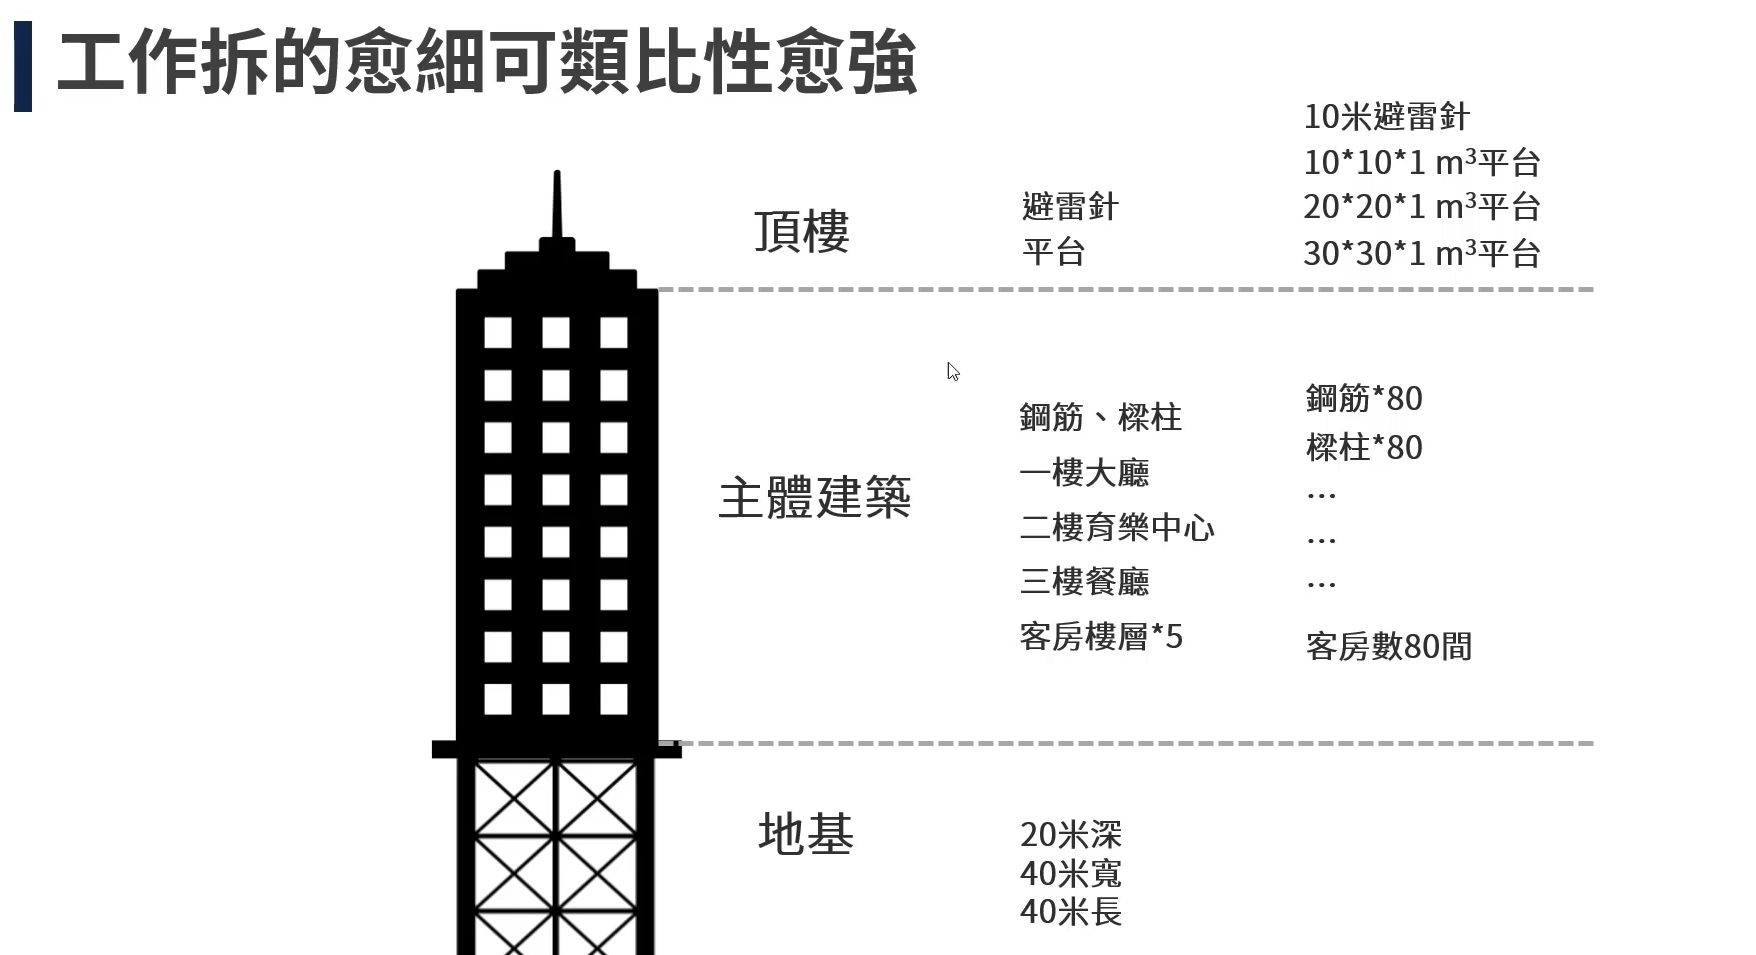 工作拆的愈細可類比性愈強
頂樓
避雷針
平台
10米避雷針
10*10*1 m³平台
20*20*1 m³平台
30*30*1 m³平台
主體建築
鋼筋、樑柱
一樓大廳
二樓育樂中心
三樓餐廳
客房樓層*5
鋼筋*80
樑柱*80
…
…
…
客房數80間
地基
20米深
40米寬
40米長